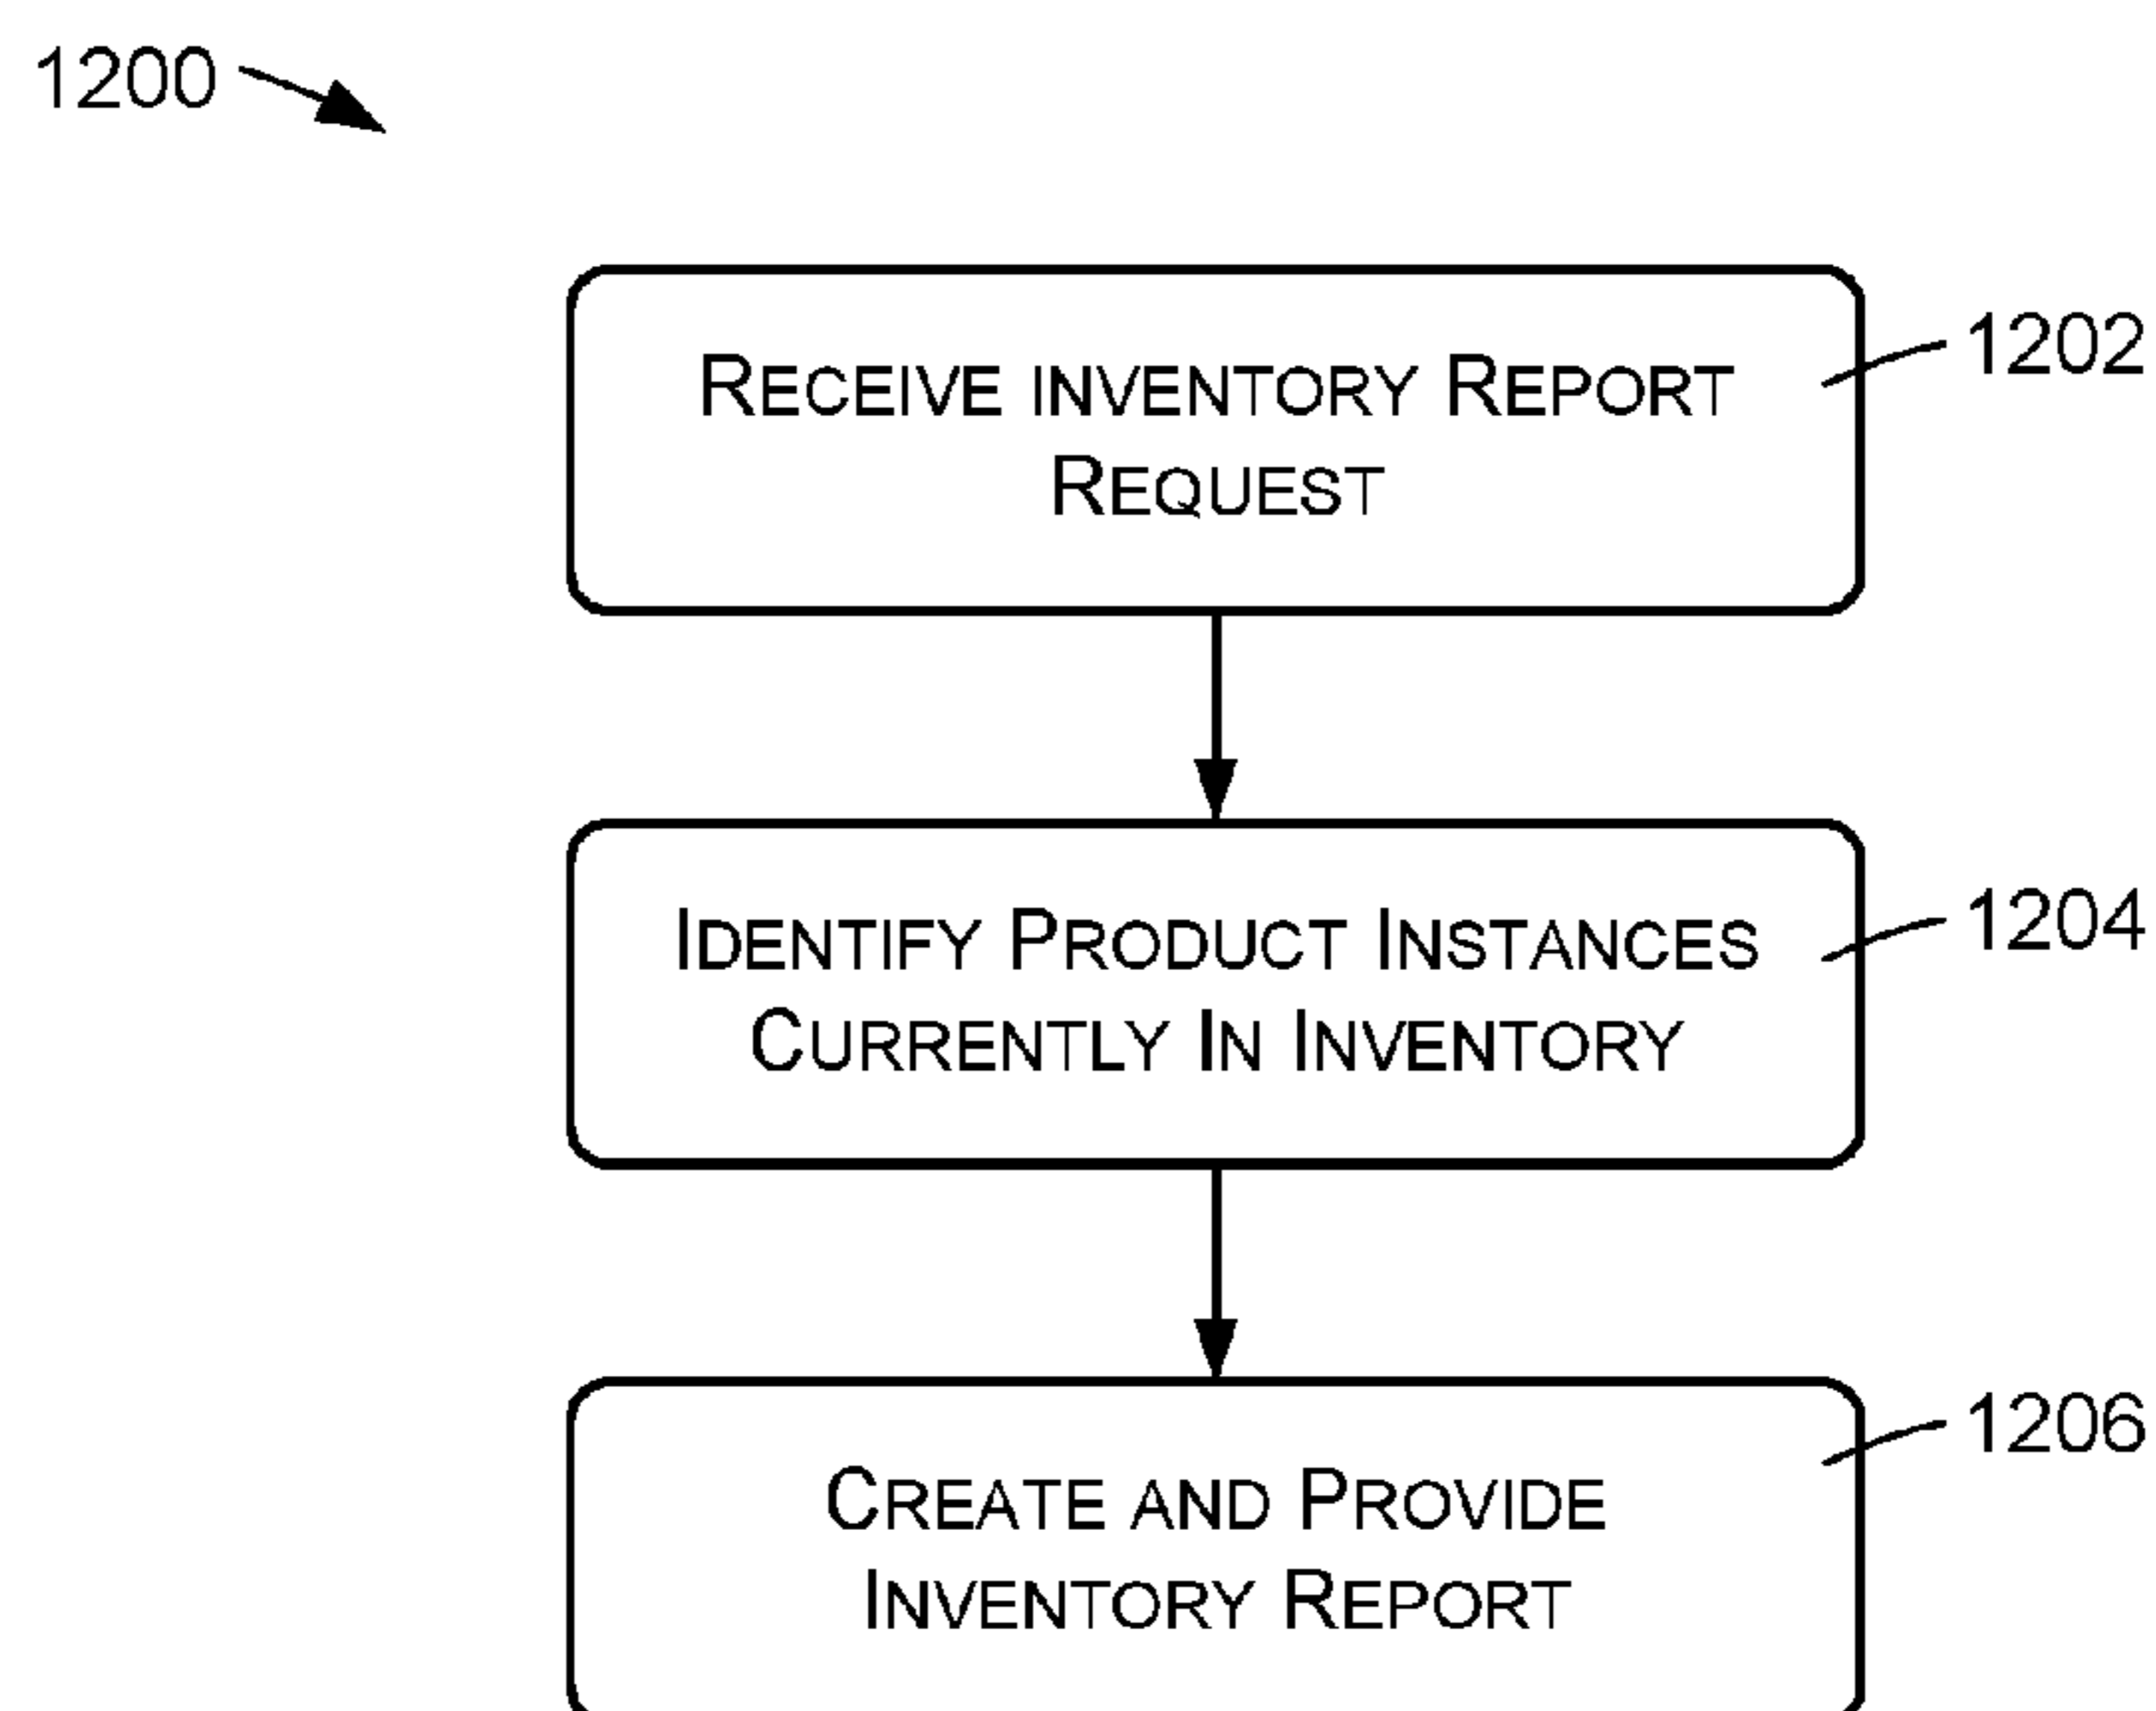 1200
RECEIVE INVENTORY REPORT
REQUEST
1202
IDENTIFY PRODUCT INSTANCES
CURRENTLY IN INVENTORY
1204
CREATE AND PROVIDE
INVENTORY REPORT
1206